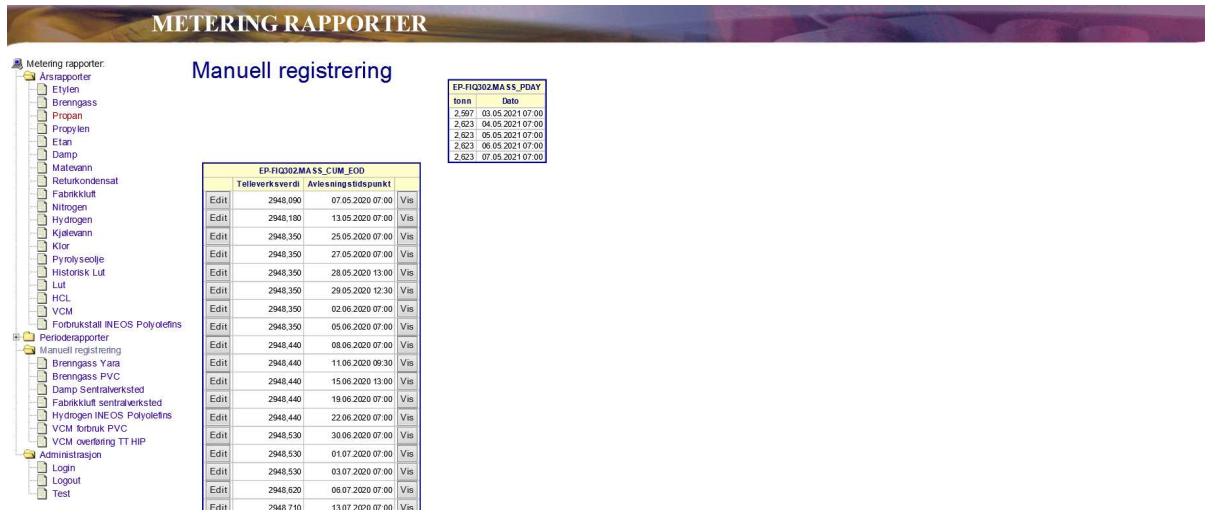 METERING RAPPORTER
Metering rapporter:
Årsrapporter
Etylen
Brenngass
Propan
Propylen
Etan
Damp
Matevann
Returkondensat
Fabrikkluft
Nitrogen
Hydrogen
Kjølevann
Klor
Pyrolyseolje
Historisk Lut
Lut
HCL
VCM
Forbrukstall INEOS Polyolefins
Perioderapporter
Manuell registrering
Brenngass Yara
Brenngass PVC
Damp Sentralverksted
Fabrikkluft sentralverksted
Hydrogen INEOS Polyolefins
VCM forbruk PVC
VCM overføring TT HIP
Administrasjon
Login
Logout
Test
Manuell registrering
EP-FIQ302.MASS_PDAY
tonn Dato
2,597 03.05.2021 07:00
2,623 04.05.2021 07:00
2,623 05.05.2021 07:00
2,623 06.05.2021 07:00
2,623 07.05.2021 07:00
EP-FIQ302.MASS_CUM_EOD
Telleverksverdi Avlesningstidspunkt
Edit 2948,090 07.05.2020 07:00 Vis
Edit 2948,180 13.05.2020 07:00 Vis
Edit 2948,350 25.05.2020 07:00 Vis
Edit 2948,350 27.05.2020 07:00 Vis
Edit 2948,350 28.05.2020 13:00 Vis
Edit 2948,350 29.05.2020 12:30 Vis
Edit 2948,350 02.06.2020 07:00 Vis
Edit 2948,350 05.06.2020 07:00 Vis
Edit 2948,440 08.06.2020 07:00 Vis
Edit 2948,440 11.06.2020 09:30 Vis
Edit 2948,440 15.06.2020 13:00 Vis
Edit 2948,440 19.06.2020 07:00 Vis
Edit 2948,440 22.06.2020 07:00 Vis
Edit 2948,530 30.06.2020 07:00 Vis
Edit 2948,530 01.07.2020 07:00 Vis
Edit 2948,530 03.07.2020 07:00 Vis
Edit 2948,620 06.07.2020 07:00 Vis
Edit 2948,710 13.07.2020 07:00 Vis